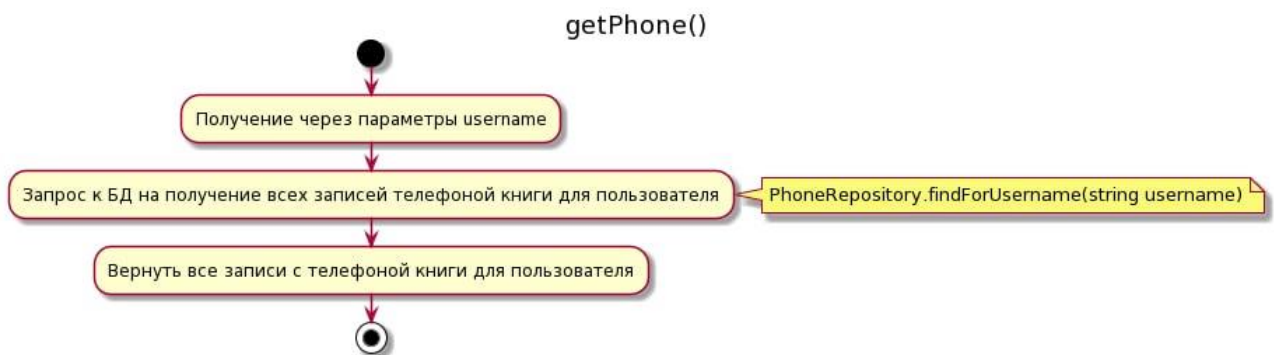 getPhone()
Получение через параметры username
Запрос к БД на получение всех записей телефоной книги для пользователя
PhoneRepository.findForUsername(string username)
Вернуть все записи с телефоной книги для пользователя